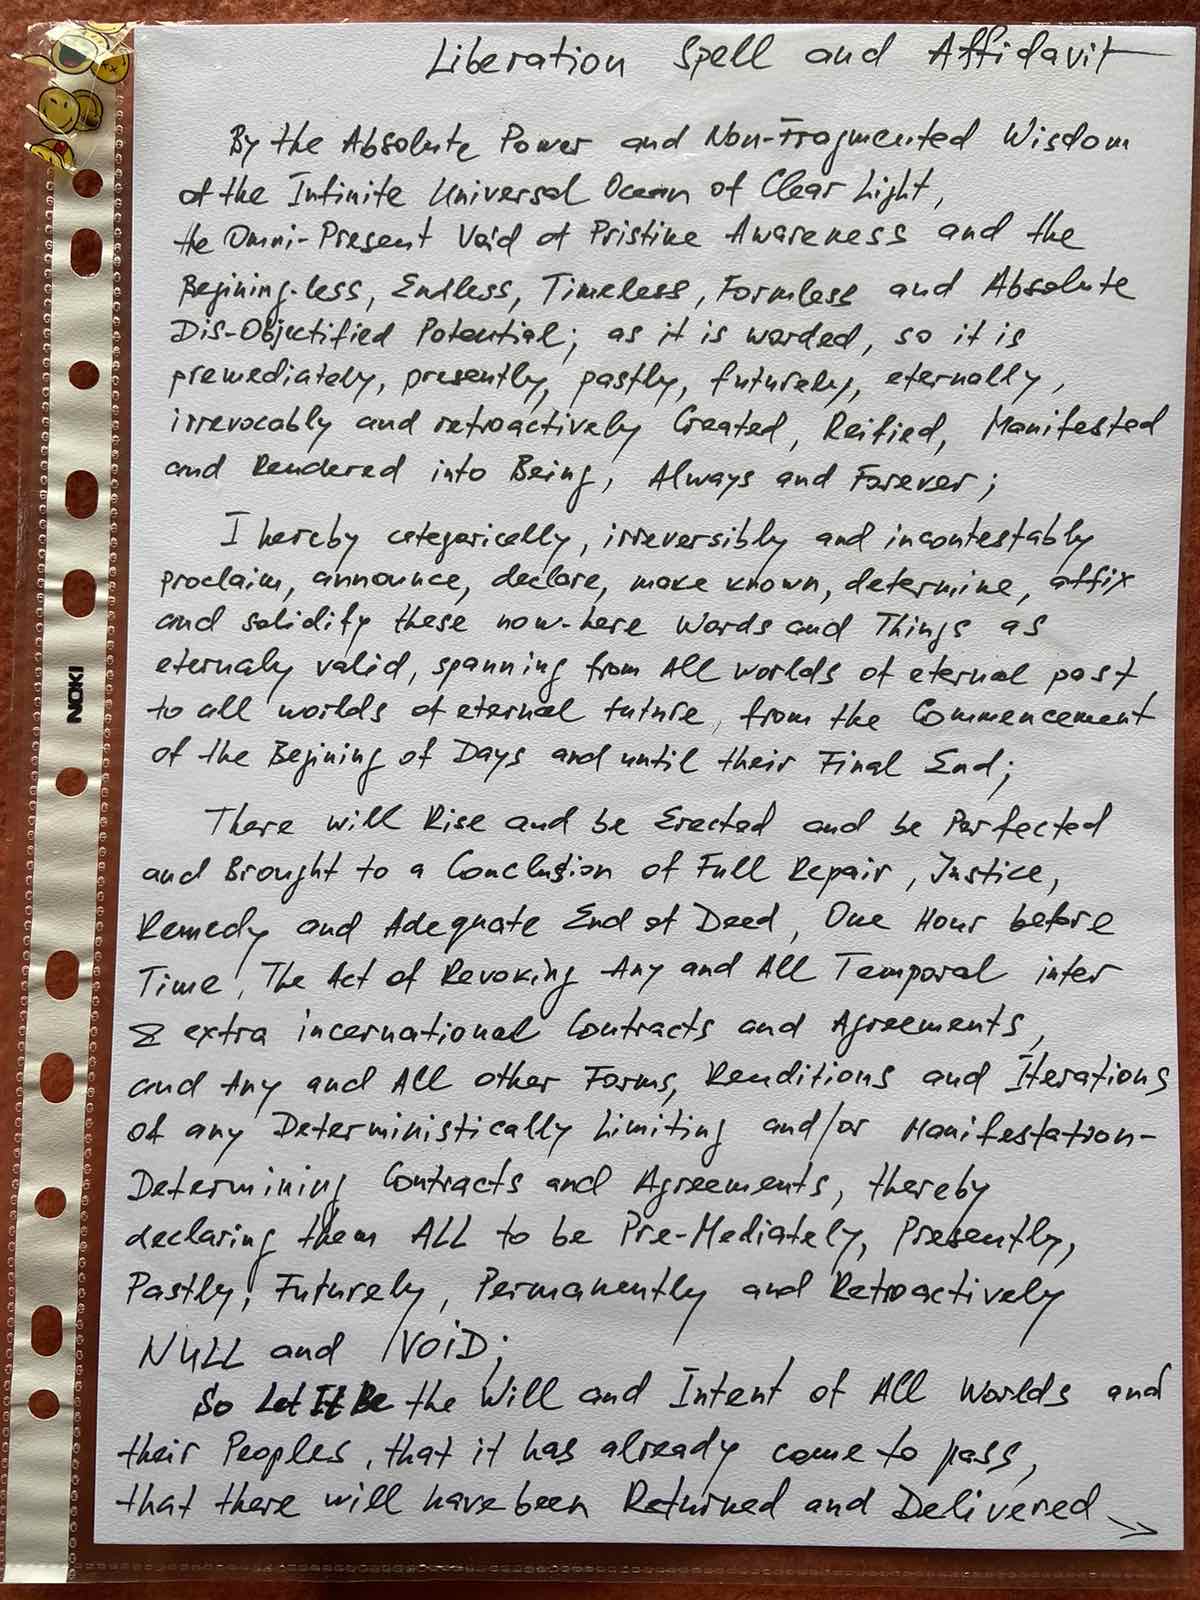 Liberation Spell and Affidavit
By the Absolute Power and Non-Fragmented Wisdom
of the Infinite Universal Ocean of Clear Light,
the Omni-Present Void of Pristine Awareness and the
Begining-less, Endless, Timeless, Formless and Absolute
Dis-Objectified Potential; as it is worded, so it is
premediately, presently, pastly, futurely, eternally,
irrevocably and retroactively Created, Reified, Manifested
and Rendered into Being, Always and Forever;
I hereby categorically, irreversibly and incontestably
proclaim, announce, declare, make known, determine, affix
and solidify these now-here Words and Things as
eternaly valid, spanning from All worlds of eternal past
to all worlds of eternal future, from the Commencement
of the Begining of Days and until their Final End;
There will Rise and be Erected and be Perfected
and Brought to a Conclusion of Full Repair, Justice,
Remedy and Adequate End of Deed, One Hour before
Time, The Act of Revoking Any and All Temporal inter
& extra incernational Contracts and Agreements,
and Any and All other Forms, Renditions and Iterations
of any Deterministically Limiting and/or Manifestation-
Determining Contracts and Agreements, thereby
declaring them ALL to be Pre-Mediately, Presently,
Pastly, Futurely, Permanently and Retroactively
NULL and VOID;
So Let It Be the Will and Intent of All Worlds and
their Peoples, that it has already come to pass,
that there will have been Returned and Delivered
NOKI